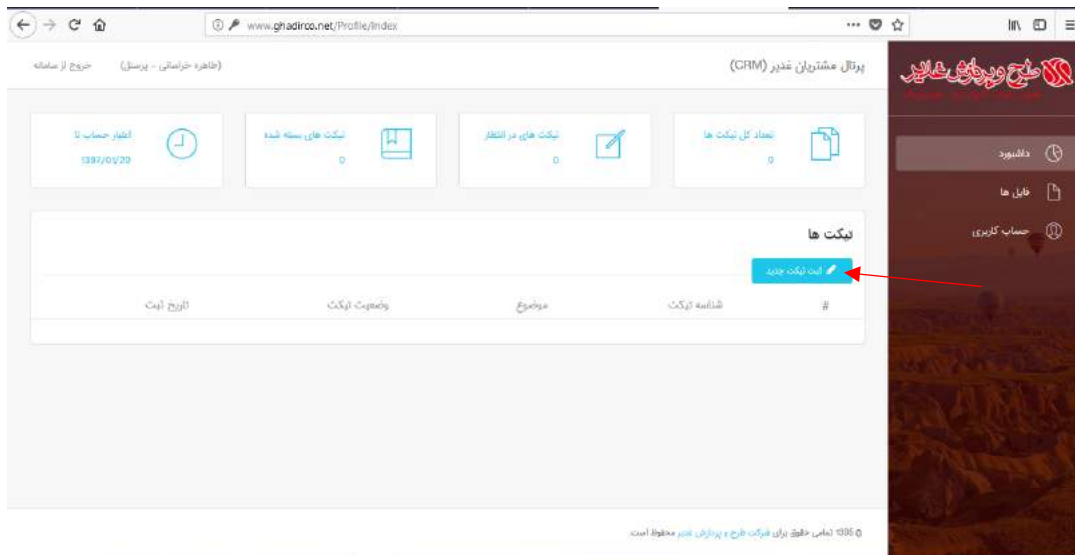 www.ghadirco.net/Profile/Index
طرح و پردازش غدیر
پرتال مشتریان غدیر (CRM)
(طاهره خراسانی - پرسنل)
خروج از سامانه
داشبورد
فایل ها
حساب کاربری
تعداد کل تیکت ها
0
تیکت های در انتظار
0
تیکت های بسته شده
0
اعتبار حساب تا
1397/01/20
تیکت ها
ثبت تیکت جدید
#
شناسه تیکت
موضوع
وضعیت تیکت
تاریخ ثبت
© 1395 تمامی حقوق برای شرکت طرح و پردازش غدیر محفوظ است.